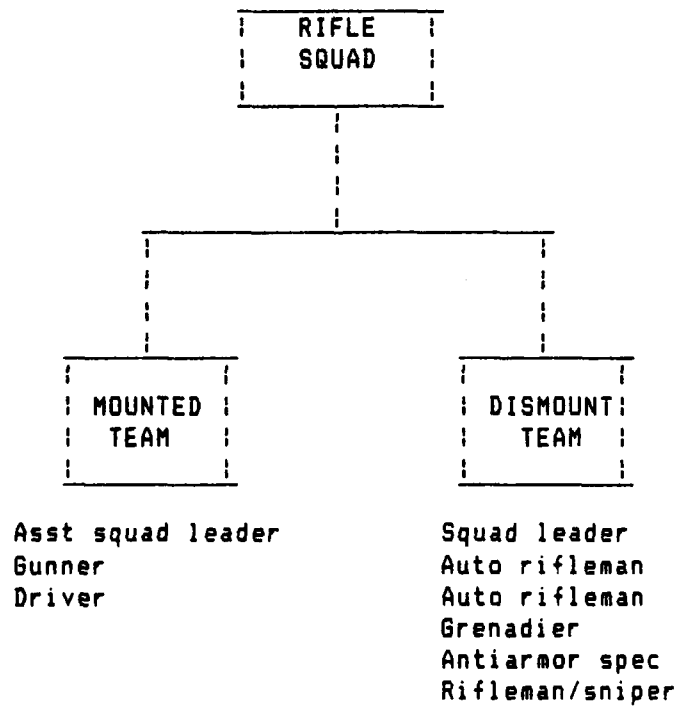 RIFLE
SQUAD
MOUNTED
TEAM
DISMOUNT
TEAM
Asst squad leader
Gunner
Driver
Squad leader
Auto rifleman
Auto rifleman
Grenadier
Antiarmor spec
Rifleman/sniper